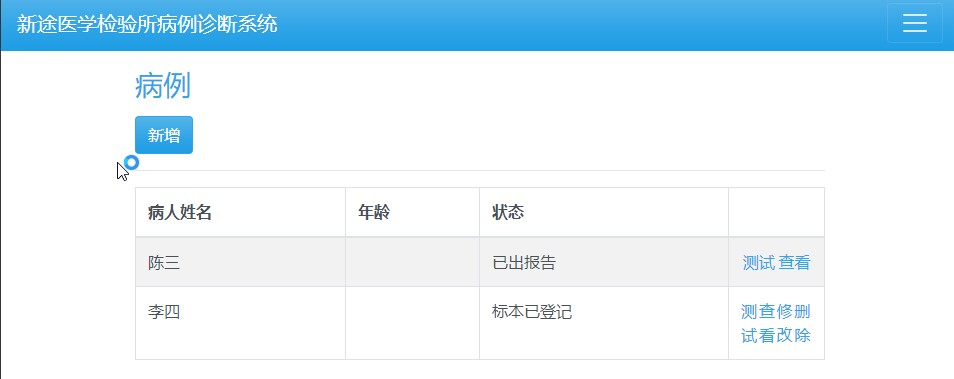 新途医学检验所病例诊断系统
病例
新增
病人姓名 年龄 状态
陈三 已出报告 测试 查看
李四 标本已登记 测查修删
试看改除